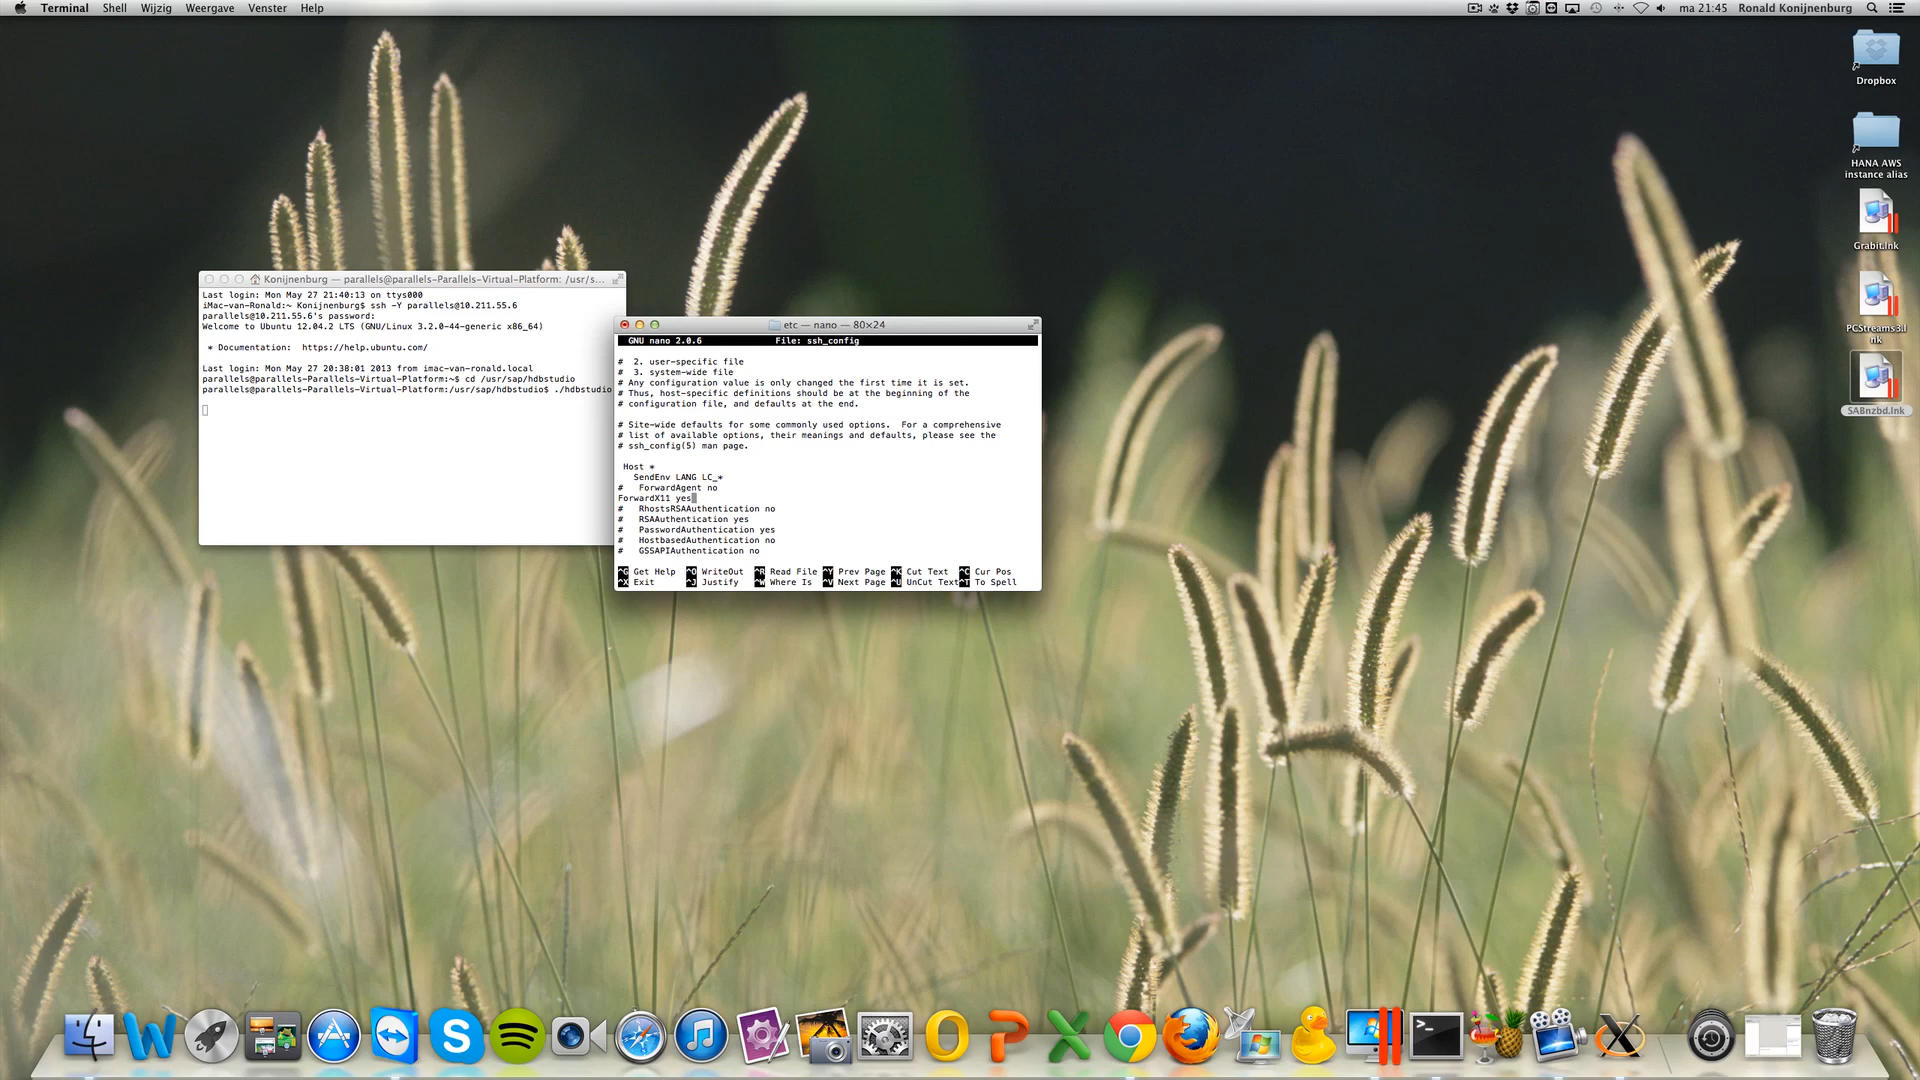 Terminal Shell Wijzig Weergave Venster Help
ma 21:45 Ronald Konijnenburg
Dropbox
HANA AWS
instance alias
Grabit.lnk
PCStreams3.l
nk
SABnzbd.lnk
Konijnenburg — parallels@parallels-Parallels-Virtual-Platform: /usr/s...
Last login: Mon May 27 21:40:13 on ttys000
iMac-van-Ronald:~ Konijnenburg$ ssh -Y parallels@10.211.55.6
parallels@10.211.55.6's password:
Welcome to Ubuntu 12.04.2 LTS (GNU/Linux 3.2.0-44-generic x86_64)
* Documentation: https://help.ubuntu.com/
Last login: Mon May 27 20:38:01 2013 from imac-van-ronald.local
parallels@parallels-Parallels-Virtual-Platform:~$ cd /usr/sap/hdbstudio
parallels@parallels-Parallels-Virtual-Platform:/usr/sap/hdbstudio$ ./hdbstudio
etc — nano — 80×24
GNU nano 2.0.6 File: ssh_config
# 2. user-specific file
# 3. system-wide file
# Any configuration value is only changed the first time it is set.
# Thus, host-specific definitions should be at the beginning of the
# configuration file, and defaults at the end.
# Site-wide defaults for some commonly used options. For a comprehensive
# list of available options, their meanings and defaults, please see the
# ssh_config(5) man page.
Host *
SendEnv LANG LC_*
# ForwardAgent no
ForwardX11 yes
# RhostsRSAAuthentication no
# RSAAuthentication yes
# PasswordAuthentication yes
# HostbasedAuthentication no
# GSSAPIAuthentication no
^G Get Help ^O WriteOut ^R Read File ^Y Prev Page ^K Cut Text ^C Cur Pos
^X Exit ^J Justify ^W Where Is ^V Next Page ^U UnCut Text ^T To Spell